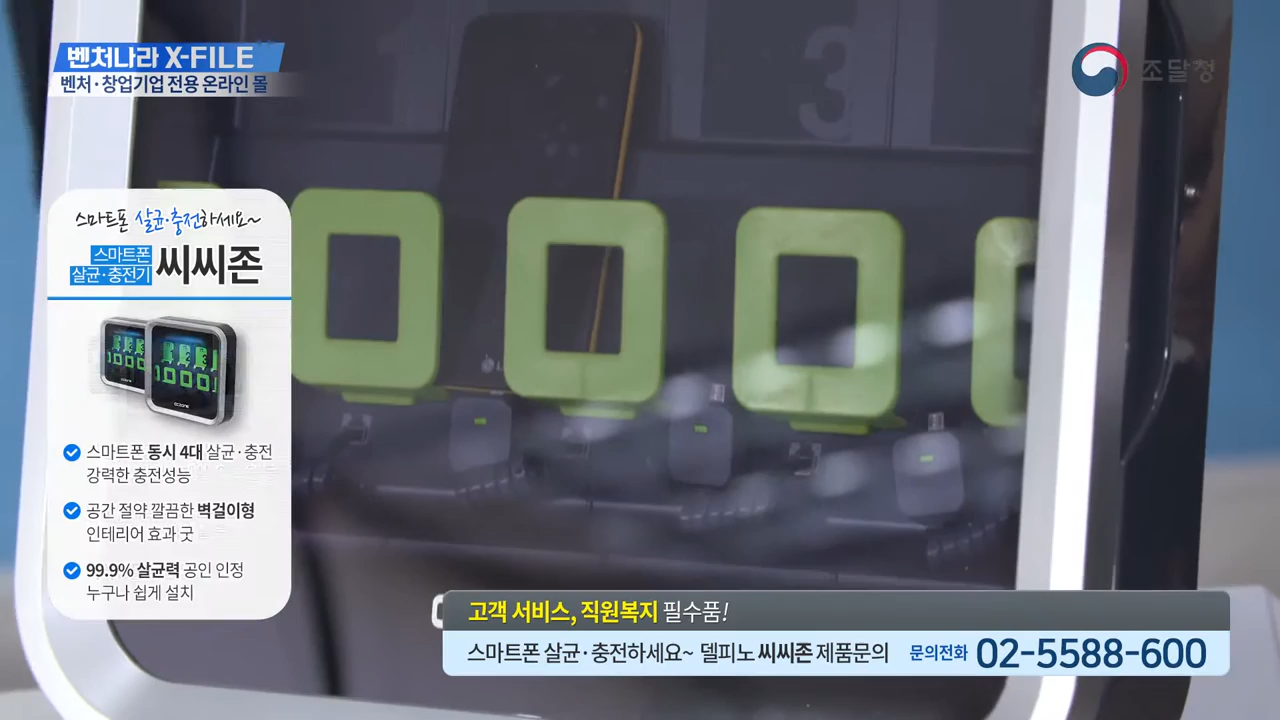 벤처나라 X-FILE
벤처·창업기업 전용 온라인 몰
조달청
3
스마트폰 살균·충전하세요~
스마트폰
살균·충전기
씨씨존
스마트폰 동시 4대 살균·충전
강력한 충전성능
공간 절약 깔끔한 벽걸이형
인테리어 효과 굿
99.9% 살균력 공인 인정
누구나 쉽게 설치
고객 서비스, 직원복지 필수품!
스마트폰 살균·충전하세요~ 델피노 씨씨존 제품문의 문의전화 02-5588-600